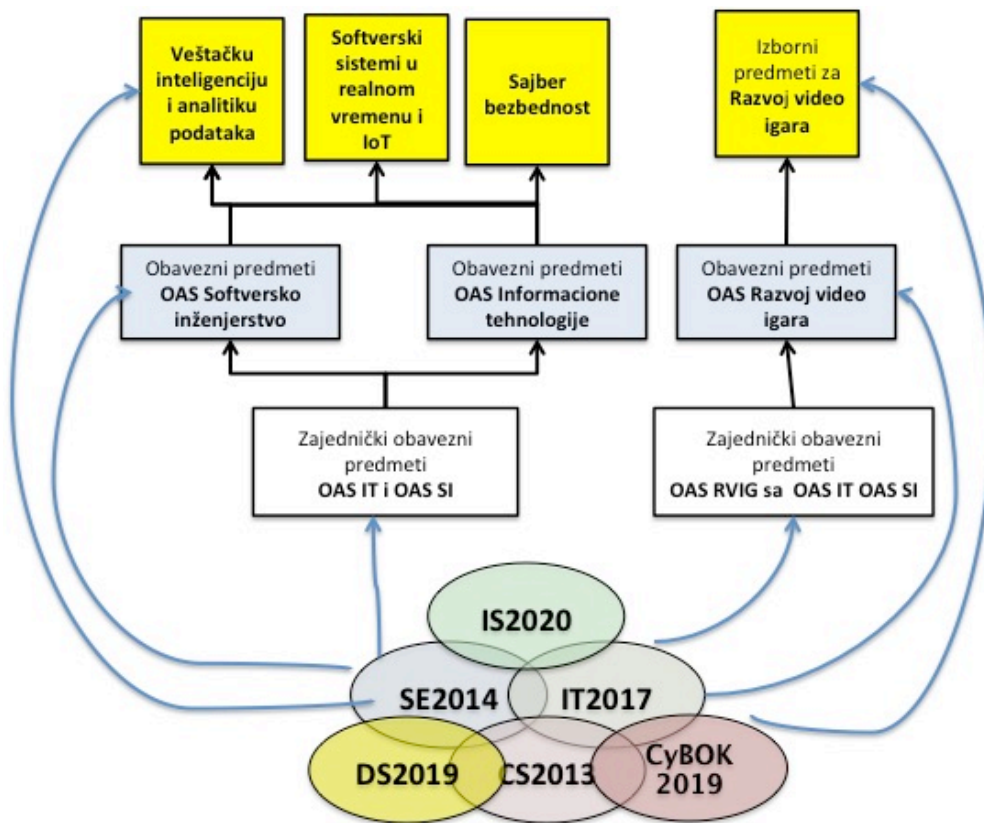 Veštačku
inteligenciju
i analitiku
podataka
Softverski
sistemi u
realnom
vremenu i
IoT
Sajber
bezbednost
Izborni
predmeti za
Razvoj video
igara
Obavezni predmeti
OAS Softversko
inženjerstvo
Obavezni predmeti
OAS Informacione
tehnologije
Obavezni predmeti
OAS Razvoj video
igara
Zajednički obavezni
predmeti
OAS IT i OAS SI
Zajednički obavezni
predmeti
OAS RVIG sa OAS IT OAS SI
IS2020
SE2014
IT2017
DS2019
CS2013
CyBOK
2019